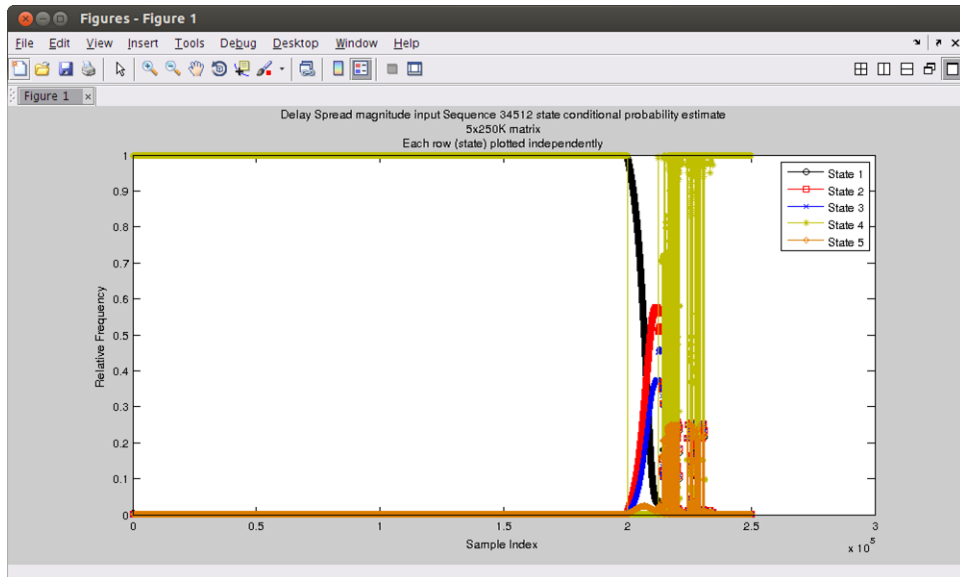 Figures - Figure 1
File Edit View Insert Tools Debug Desktop Window Help
Figure 1
Delay Spread magnitude input Sequence 34512 state conditional probability estimate
5x250K matrix
Each row (state) plotted independently
1
0.9
0.8
0.7
0.6
0.5
0.4
0.3
0.2
0.1
0
Relative Frequency
State 1
State 2
State 3
State 4
State 5
0 0.5 1 1.5 2 2.5 3
x 10^5
Sample Index